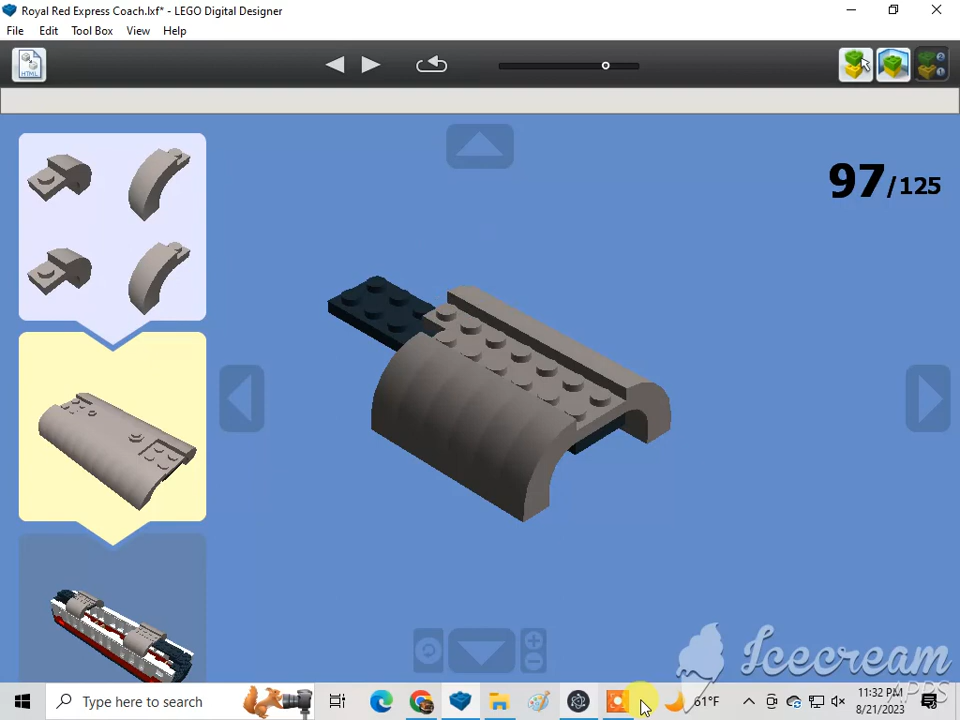 Royal Red Express Coach.lxf* - LEGO Digital Designer
File Edit Tool Box View Help
HTML
97/125
Icecream
APPS
Type here to search
61°F
11:32 PM
8/21/2023